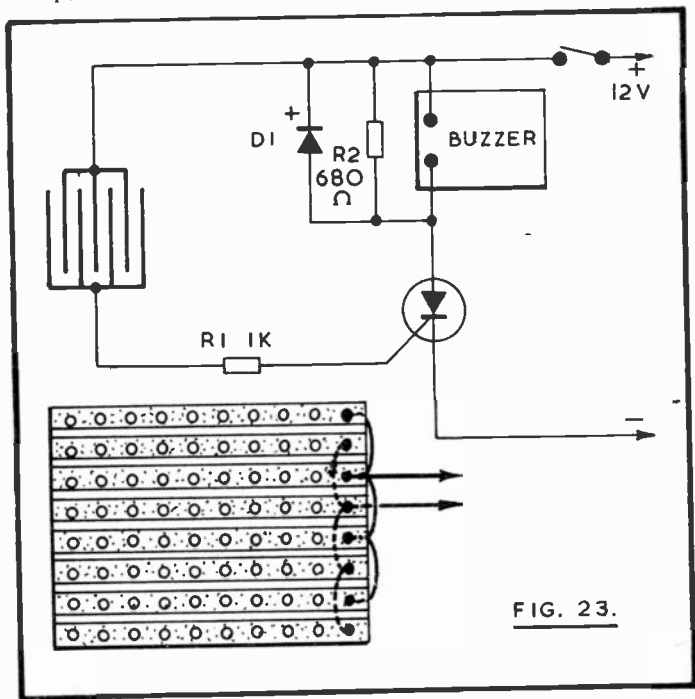 +
12V
+
D1
R2
680
Ω
BUZZER
R1 1K
−
FIG. 23.